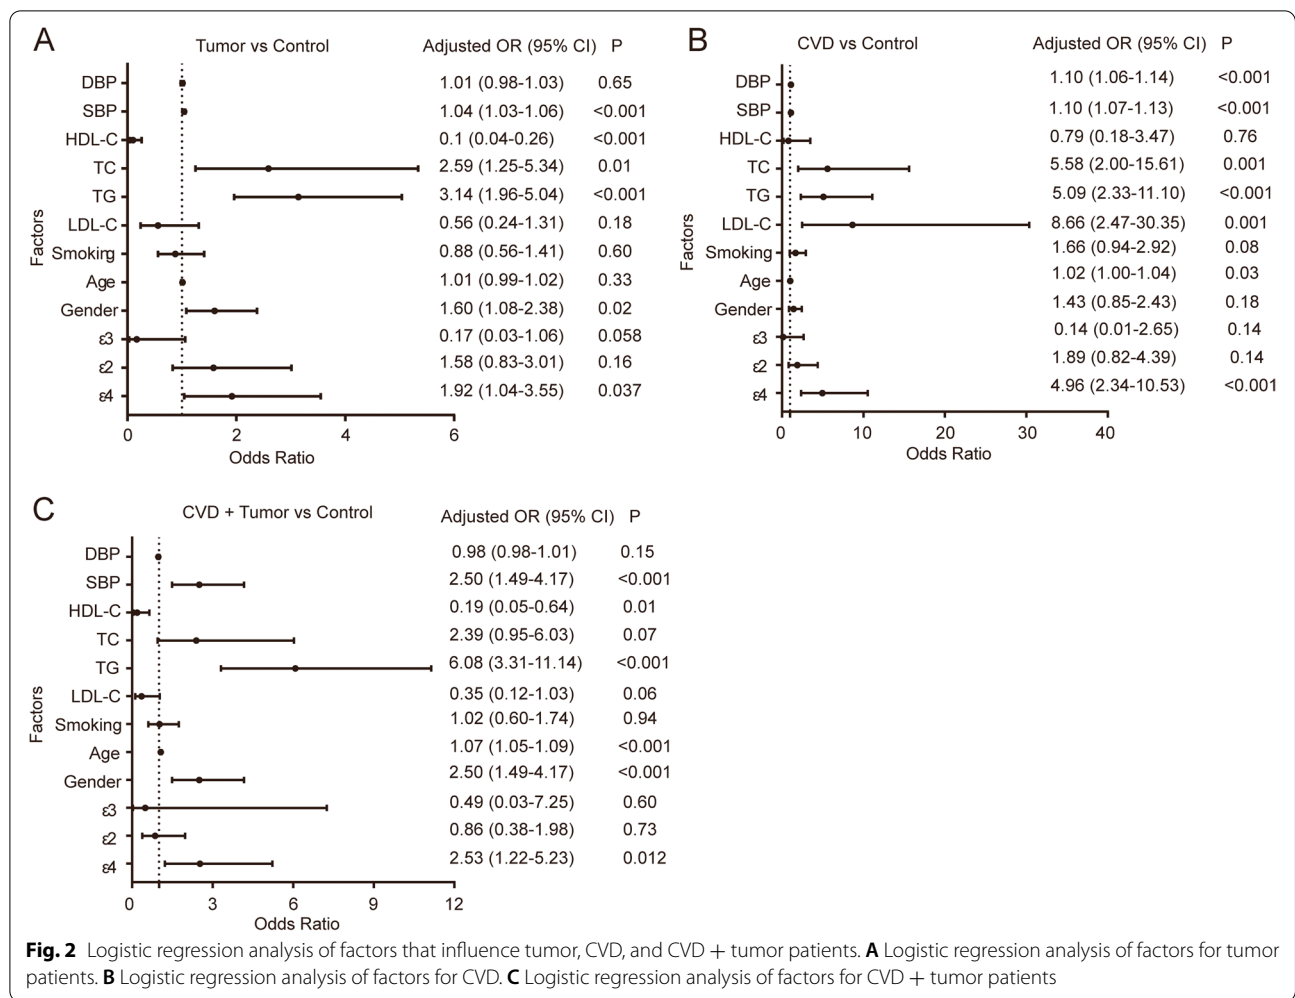 A
Tumor vs Control
Adjusted OR (95% CI) P
DBP 1.01 (0.98-1.03) 0.65
SBP 1.04 (1.03-1.06) <0.001
HDL-C 0.1 (0.04-0.26) <0.001
TC 2.59 (1.25-5.34) 0.01
TG 3.14 (1.96-5.04) <0.001
LDL-C 0.56 (0.24-1.31) 0.18
Smoking 0.88 (0.56-1.41) 0.60
Age 1.01 (0.99-1.02) 0.33
Gender 1.60 (1.08-2.38) 0.02
ε3 0.17 (0.03-1.06) 0.058
ε2 1.58 (0.83-3.01) 0.16
ε4 1.92 (1.04-3.55) 0.037
Factors
0 2 4 6
Odds Ratio
B
CVD vs Control
Adjusted OR (95% CI) P
DBP 1.10 (1.06-1.14) <0.001
SBP 1.10 (1.07-1.13) <0.001
HDL-C 0.79 (0.18-3.47) 0.76
TC 5.58 (2.00-15.61) 0.001
TG 5.09 (2.33-11.10) <0.001
LDL-C 8.66 (2.47-30.35) 0.001
Smoking 1.66 (0.94-2.92) 0.08
Age 1.02 (1.00-1.04) 0.03
Gender 1.43 (0.85-2.43) 0.18
ε3 0.14 (0.01-2.65) 0.14
ε2 1.89 (0.82-4.39) 0.14
ε4 4.96 (2.34-10.53) <0.001
Factors
0 10 20 30 40
Odds Ratio
C
CVD + Tumor vs Control
Adjusted OR (95% CI) P
DBP 0.98 (0.98-1.01) 0.15
SBP 2.50 (1.49-4.17) <0.001
HDL-C 0.19 (0.05-0.64) 0.01
TC 2.39 (0.95-6.03) 0.07
TG 6.08 (3.31-11.14) <0.001
LDL-C 0.35 (0.12-1.03) 0.06
Smoking 1.02 (0.60-1.74) 0.94
Age 1.07 (1.05-1.09) <0.001
Gender 2.50 (1.49-4.17) <0.001
ε3 0.49 (0.03-7.25) 0.60
ε2 0.86 (0.38-1.98) 0.73
ε4 2.53 (1.22-5.23) 0.012
Factors
0 3 6 9 12
Odds Ratio
Fig. 2 Logistic regression analysis of factors that influence tumor, CVD, and CVD + tumor patients. A Logistic regression analysis of factors for tumor
patients. B Logistic regression analysis of factors for CVD. C Logistic regression analysis of factors for CVD + tumor patients